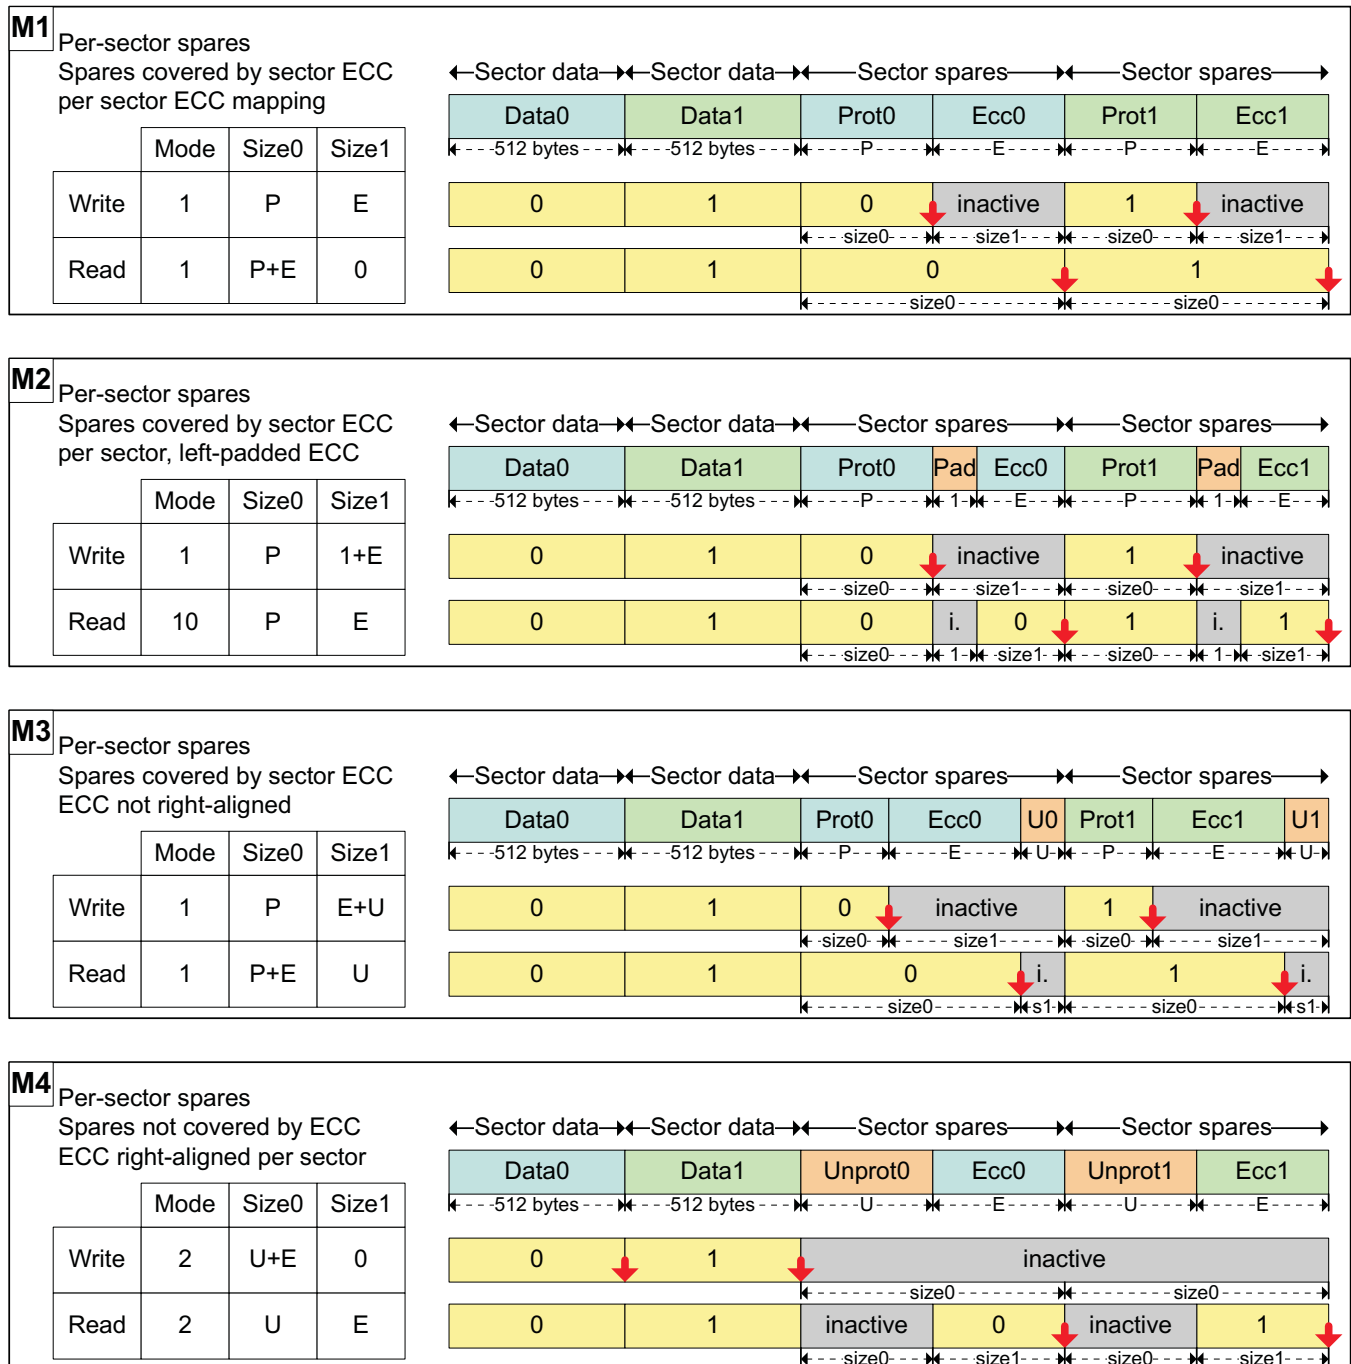 M1
Per-sector spares
Spares covered by sector ECC
per sector ECC mapping
Sector data Sector data Sector spares Sector spares
Data0 Data1 Prot0 Ecc0 Prot1 Ecc1
512 bytes 512 bytes P E P E
Mode Size0 Size1
Write 1 P E
0 1 0 inactive 1 inactive
size0 size1 size0 size1
Read 1 P+E 0
0 1 0 1
size0 size0
M2
Per-sector spares
Spares covered by sector ECC
per sector, left-padded ECC
Sector data Sector data Sector spares Sector spares
Data0 Data1 Prot0 Pad Ecc0 Prot1 Pad Ecc1
512 bytes 512 bytes P 1 E P 1 E
Mode Size0 Size1
Write 1 P 1+E
0 1 0 inactive 1 inactive
size0 size1 size0 size1
Read 10 P E
0 1 0 i. 0 1 i. 1
size0 1 size1 size0 1 size1
M3
Per-sector spares
Spares covered by sector ECC
ECC not right-aligned
Sector data Sector data Sector spares Sector spares
Data0 Data1 Prot0 Ecc0 U0 Prot1 Ecc1 U1
512 bytes 512 bytes P E U P E U
Mode Size0 Size1
Write 1 P E+U
0 1 0 inactive 1 inactive
size0 size1 size0 size1
Read 1 P+E U
0 1 0 i. 1 i.
size0 s1 size0 s1
M4
Per-sector spares
Spares not covered by ECC
ECC right-aligned per sector
Sector data Sector data Sector spares Sector spares
Data0 Data1 Unprot0 Ecc0 Unprot1 Ecc1
512 bytes 512 bytes U E U E
Mode Size0 Size1
Write 2 U+E 0
0 1 inactive
size0 size0
Read 2 U E
0 1 inactive 0 inactive 1
size0 size1 size0 size1